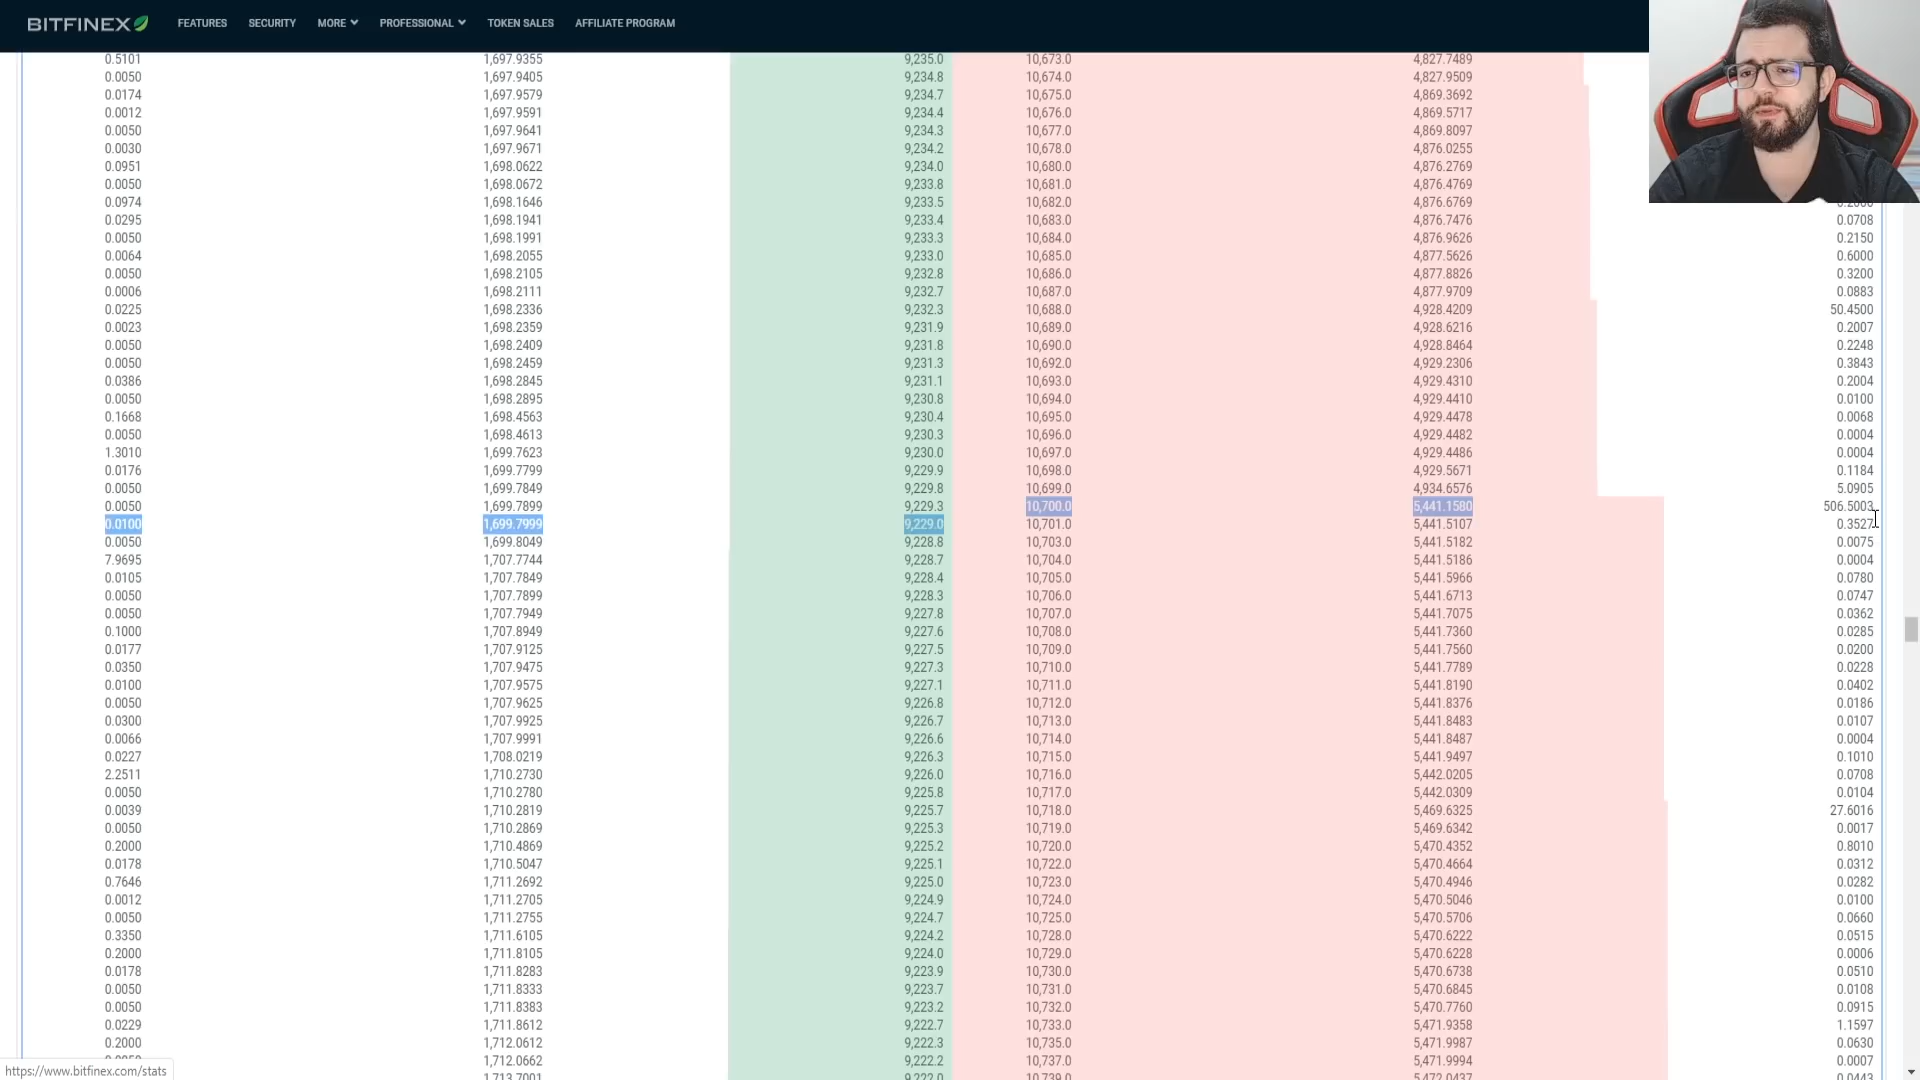 BITFINEX FEATURES SECURITY MORE PROFESSIONAL TOKEN SALES AFFILIATE PROGRAM
0.5101 1,697.9355 9,235.0 10,673.0 4,827.7489
0.0050 1,697.9405 9,234.8 10,674.0 4,827.9509
0.0174 1,697.9579 9,234.7 10,675.0 4,869.3692
0.0012 1,697.9591 9,234.4 10,676.0 4,869.5717
0.0050 1,697.9641 9,234.3 10,677.0 4,869.8097
0.0030 1,697.9671 9,234.2 10,678.0 4,876.0255
0.0951 1,698.0622 9,234.0 10,680.0 4,876.2769
0.0050 1,698.0672 9,233.8 10,681.0 4,876.4769
0.0974 1,698.1646 9,233.5 10,682.0 4,876.6769
0.0295 1,698.1941 9,233.4 10,683.0 4,876.7476 0.0708
0.0050 1,698.1991 9,233.3 10,684.0 4,876.9626 0.2150
0.0064 1,698.2055 9,233.0 10,685.0 4,877.5626 0.6000
0.0050 1,698.2105 9,232.8 10,686.0 4,877.8826 0.3200
0.0006 1,698.2111 9,232.7 10,687.0 4,877.9709 0.0883
0.0225 1,698.2336 9,232.3 10,688.0 4,928.4209 50.4500
0.0023 1,698.2359 9,231.9 10,689.0 4,928.6216 0.2007
0.0050 1,698.2409 9,231.8 10,690.0 4,928.8464 0.2248
0.0050 1,698.2459 9,231.3 10,692.0 4,929.2306 0.3843
0.0386 1,698.2845 9,231.1 10,693.0 4,929.4310 0.2004
0.0050 1,698.2895 9,230.8 10,694.0 4,929.4410 0.0100
0.1668 1,698.4563 9,230.4 10,695.0 4,929.4478 0.0068
0.0050 1,698.4613 9,230.3 10,696.0 4,929.4482 0.0004
1.3010 1,699.7623 9,230.0 10,697.0 4,929.4486 0.0004
0.0176 1,699.7799 9,229.9 10,698.0 4,929.5671 0.1184
0.0050 1,699.7849 9,229.8 10,699.0 4,934.6576 5.0905
0.0050 1,699.7899 9,229.3 10,700.0 5,441.1580 506.5003
0.0100 1,699.7999 9,229.0 10,701.0 5,441.5107 0.3527
0.0050 1,699.8049 9,228.8 10,703.0 5,441.5182 0.0075
7.9695 1,707.7744 9,228.7 10,704.0 5,441.5186 0.0004
0.0105 1,707.7849 9,228.4 10,705.0 5,441.5966 0.0780
0.0050 1,707.7899 9,228.3 10,706.0 5,441.6713 0.0747
0.0050 1,707.7949 9,227.8 10,707.0 5,441.7075 0.0362
0.1000 1,707.8949 9,227.6 10,708.0 5,441.7360 0.0285
0.0177 1,707.9125 9,227.5 10,709.0 5,441.7560 0.0200
0.0350 1,707.9475 9,227.3 10,710.0 5,441.7789 0.0228
0.0100 1,707.9575 9,227.1 10,711.0 5,441.8190 0.0402
0.0050 1,707.9625 9,226.8 10,712.0 5,441.8376 0.0186
0.0300 1,707.9925 9,226.7 10,713.0 5,441.8483 0.0107
0.0066 1,707.9991 9,226.6 10,714.0 5,441.8487 0.0004
0.0227 1,708.0219 9,226.3 10,715.0 5,441.9497 0.1010
2.2511 1,710.2730 9,226.0 10,716.0 5,442.0205 0.0708
0.0050 1,710.2780 9,225.8 10,717.0 5,442.0309 0.0104
0.0039 1,710.2819 9,225.7 10,718.0 5,469.6325 27.6016
0.0050 1,710.2869 9,225.3 10,719.0 5,469.6342 0.0017
0.2000 1,710.4869 9,225.2 10,720.0 5,470.4352 0.8010
0.0178 1,710.5047 9,225.1 10,722.0 5,470.4664 0.0312
0.7646 1,711.2692 9,225.0 10,723.0 5,470.4946 0.0282
0.0012 1,711.2705 9,224.9 10,724.0 5,470.5046 0.0100
0.0050 1,711.2755 9,224.7 10,725.0 5,470.5706 0.0660
0.3350 1,711.6105 9,224.2 10,728.0 5,470.6222 0.0515
0.2000 1,711.8105 9,224.0 10,729.0 5,470.6228 0.0006
0.0178 1,711.8283 9,223.9 10,730.0 5,470.6738 0.0510
0.0050 1,711.8333 9,223.7 10,731.0 5,470.6845 0.0108
0.0050 1,711.8383 9,223.2 10,732.0 5,470.7760 0.0915
0.0229 1,711.8612 9,222.7 10,733.0 5,471.9358 1.1597
0.2000 1,712.0612 9,222.3 10,735.0 5,471.9987 0.0630
1,712.0662 9,222.2 10,737.0 5,471.9994 0.0007
https://www.bitfinex.com/stats